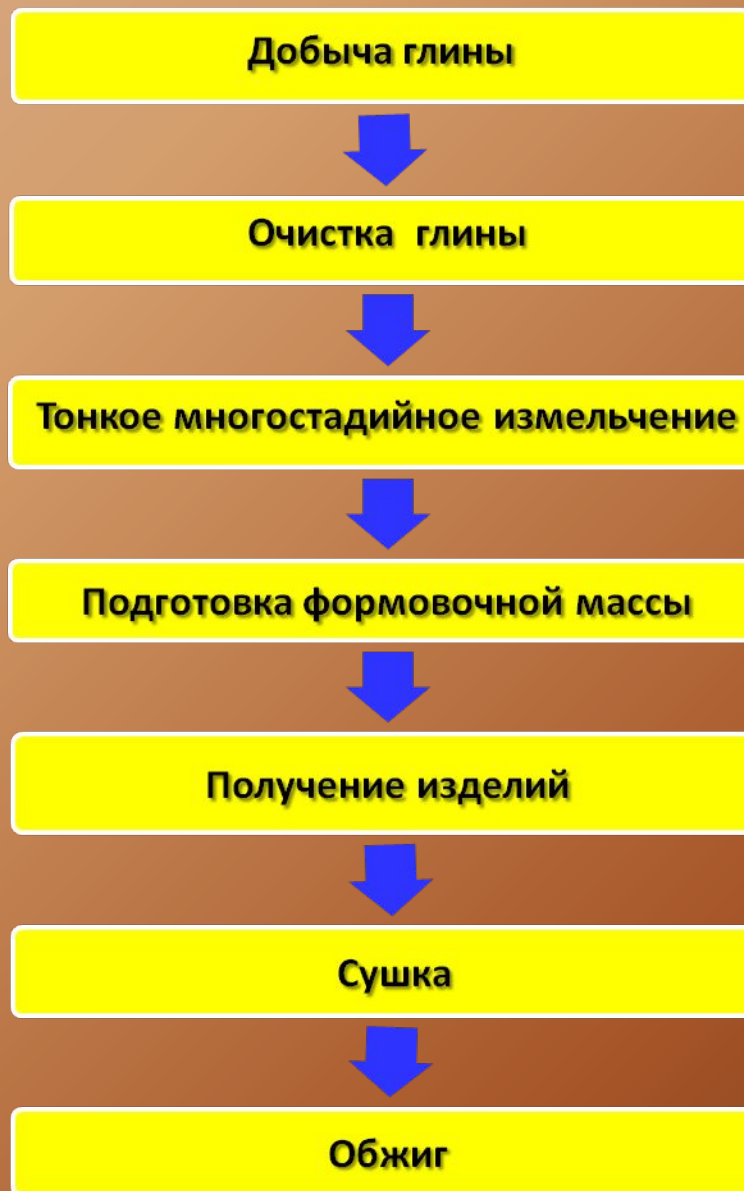 Добыча глины
Очистка глины
Тонкое многостадийное измельчение
Подготовка формовочной массы
Получение изделий
Сушка
Обжиг